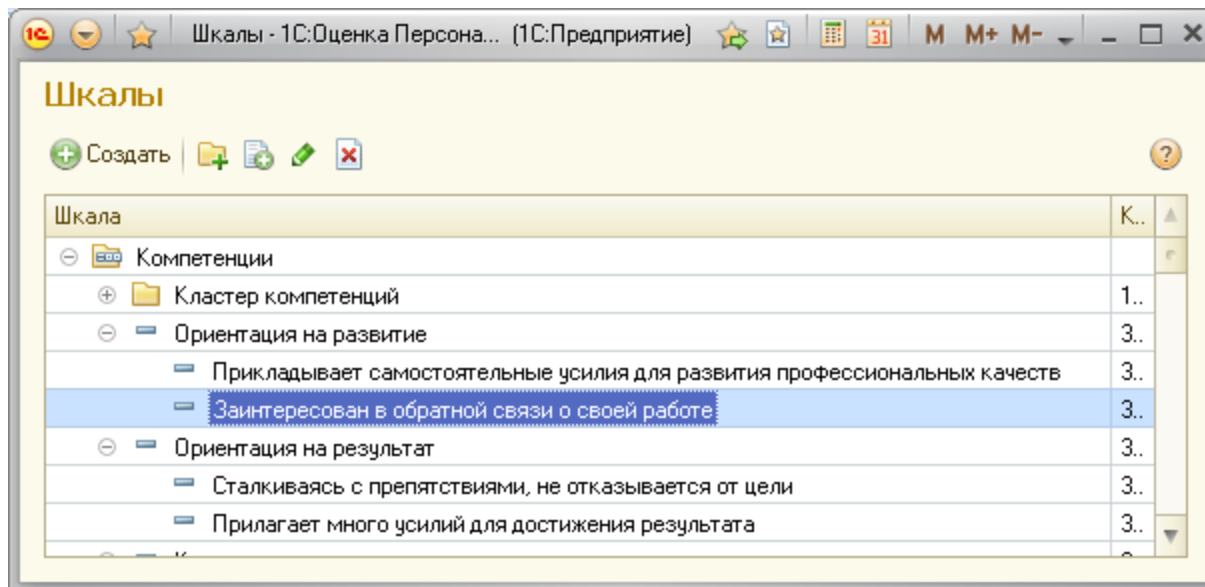 Шкалы - 1С:Оценка Персона... (1С:Предприятие) 31 M M+ M-
Шкалы
Создать
Шкала К..
Компетенции
Кластер компетенций 1..
Ориентация на развитие 3..
Прикладывает самостоятельные усилия для развития профессиональных качеств 3..
Заинтересован в обратной связи о своей работе 3..
Ориентация на результат 3..
Сталкиваясь с препятствиями, не отказывается от цели 3..
Прилагает много усилий для достижения результата 3..